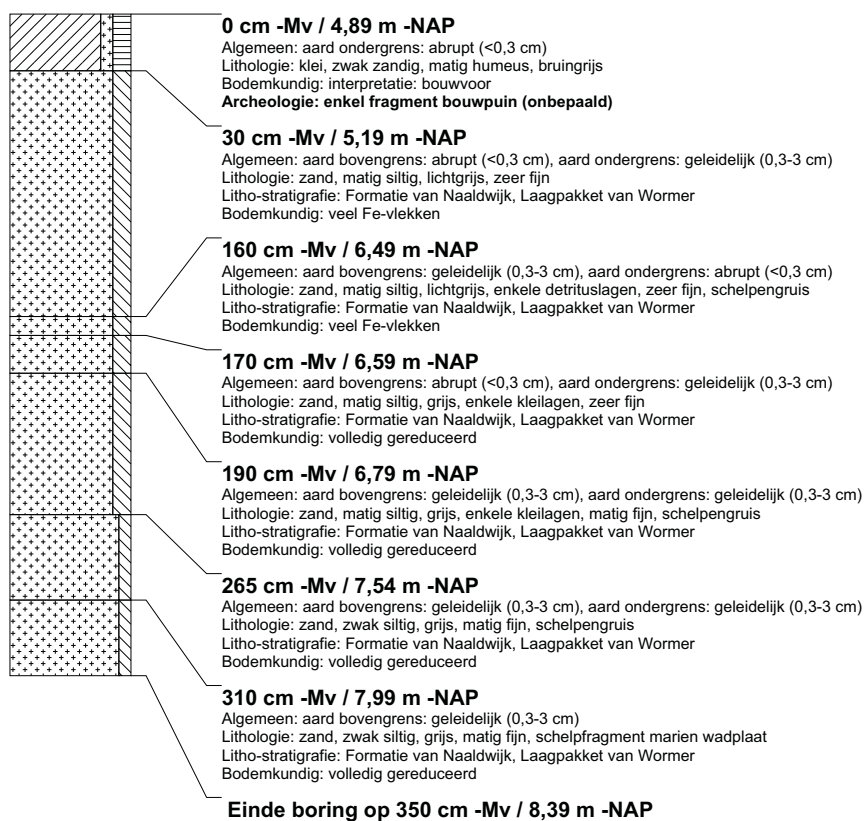 0 cm -Mv / 4,89 m -NAP
Algemeen: aard ondergrens: abrupt (<0,3 cm)
Lithologie: klei, zwak zandig, matig humeus, bruingrijs
Bodemkundig: interpretatie: bouwvoor
Archeologie: enkel fragment bouwpuin (onbepaald)
30 cm -Mv / 5,19 m -NAP
Algemeen: aard bovengrens: abrupt (<0,3 cm), aard ondergrens: geleidelijk (0,3-3 cm)
Lithologie: zand, matig siltig, lichtgrijs, zeer fijn
Litho-stratigrafie: Formatie van Naaldwijk, Laagpakket van Wormer
Bodemkundig: veel Fe-vlekken
160 cm -Mv / 6,49 m -NAP
Algemeen: aard bovengrens: geleidelijk (0,3-3 cm), aard ondergrens: abrupt (<0,3 cm)
Lithologie: zand, matig siltig, lichtgrijs, enkele detrituslagen, zeer fijn, schelpengruis
Litho-stratigrafie: Formatie van Naaldwijk, Laagpakket van Wormer
Bodemkundig: veel Fe-vlekken
170 cm -Mv / 6,59 m -NAP
Algemeen: aard bovengrens: abrupt (<0,3 cm), aard ondergrens: geleidelijk (0,3-3 cm)
Lithologie: zand, matig siltig, grijs, enkele kleilagen, zeer fijn
Litho-stratigrafie: Formatie van Naaldwijk, Laagpakket van Wormer
Bodemkundig: volledig gereduceerd
190 cm -Mv / 6,79 m -NAP
Algemeen: aard bovengrens: geleidelijk (0,3-3 cm), aard ondergrens: geleidelijk (0,3-3 cm)
Lithologie: zand, matig siltig, grijs, enkele kleilagen, matig fijn, schelpengruis
Litho-stratigrafie: Formatie van Naaldwijk, Laagpakket van Wormer
Bodemkundig: volledig gereduceerd
265 cm -Mv / 7,54 m -NAP
Algemeen: aard bovengrens: geleidelijk (0,3-3 cm), aard ondergrens: geleidelijk (0,3-3 cm)
Lithologie: zand, zwak siltig, grijs, matig fijn, schelpengruis
Litho-stratigrafie: Formatie van Naaldwijk, Laagpakket van Wormer
Bodemkundig: volledig gereduceerd
310 cm -Mv / 7,99 m -NAP
Algemeen: aard bovengrens: geleidelijk (0,3-3 cm)
Lithologie: zand, zwak siltig, grijs, matig fijn, schelpfragment marien wadplaat
Litho-stratigrafie: Formatie van Naaldwijk, Laagpakket van Wormer
Bodemkundig: volledig gereduceerd
Einde boring op 350 cm -Mv / 8,39 m -NAP